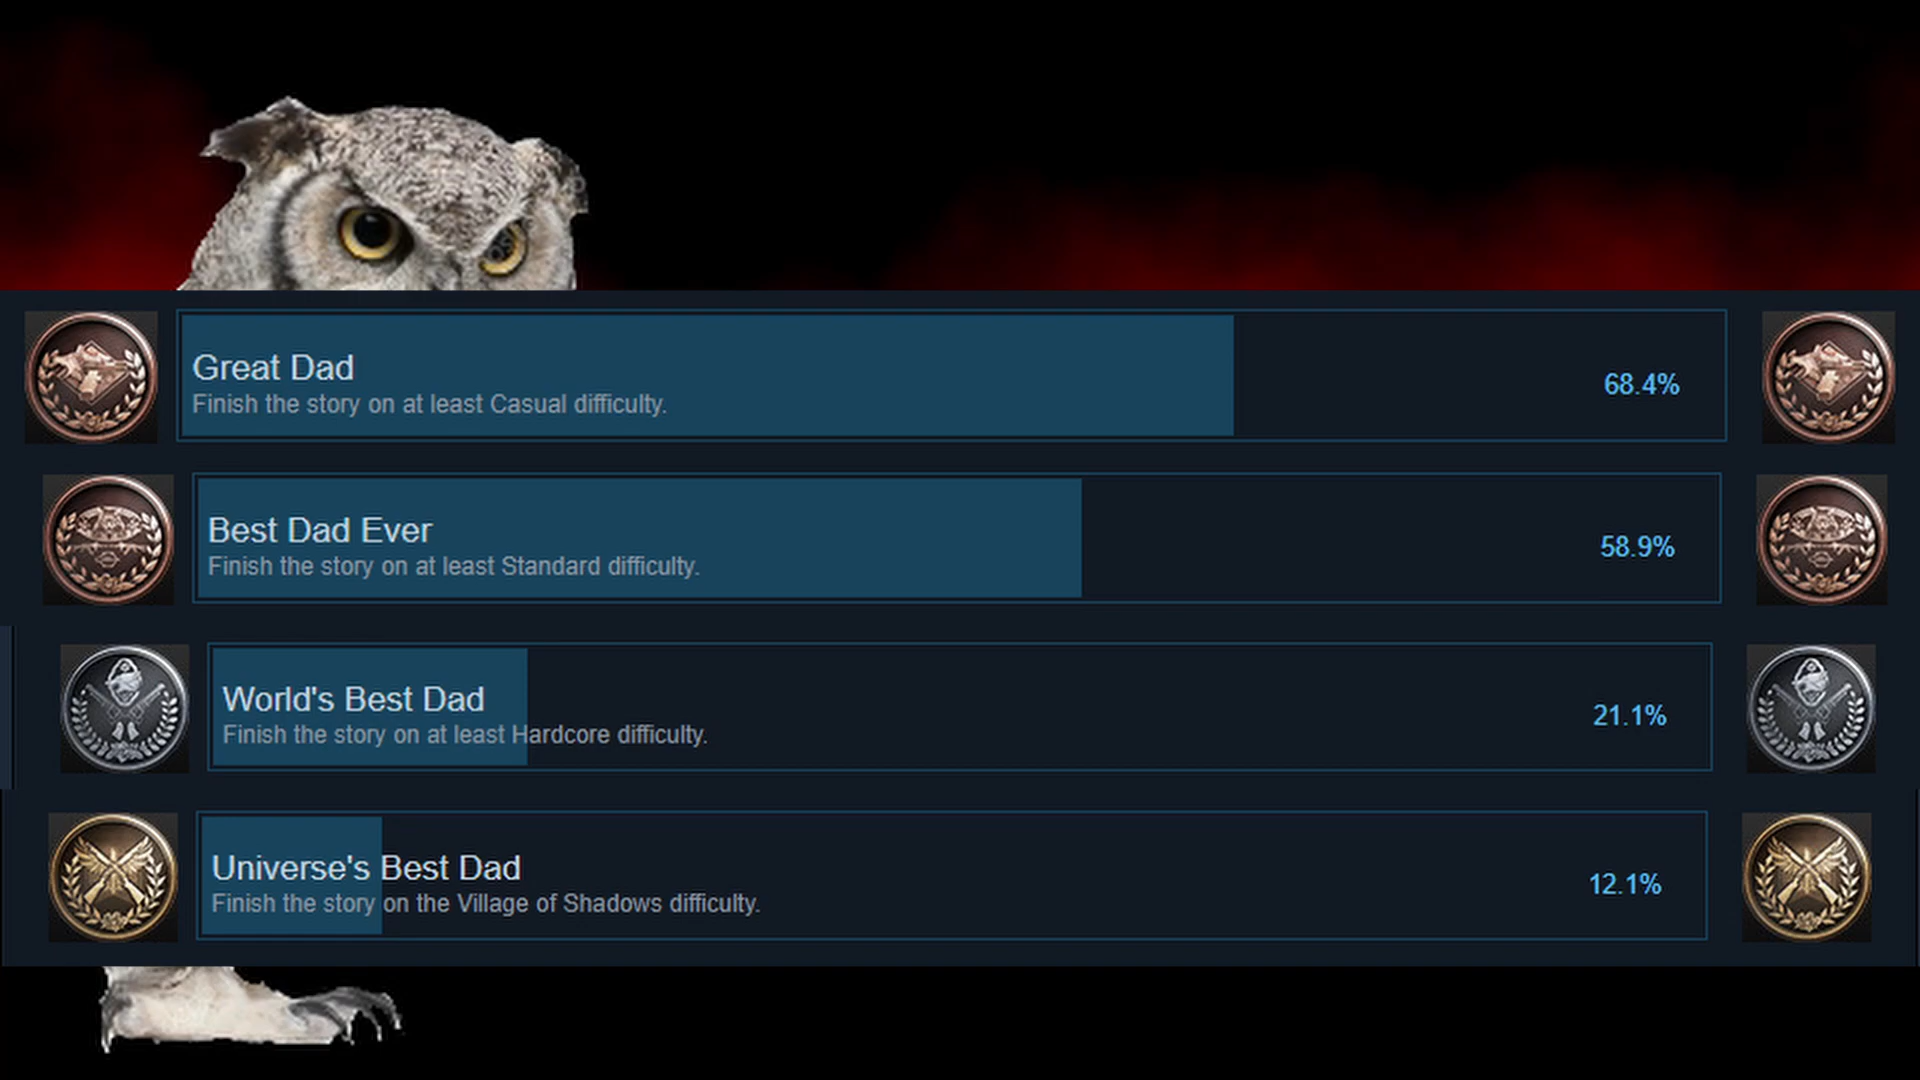 Great Dad
Finish the story on at least Casual difficulty.
68.4%
Best Dad Ever
Finish the story on at least Standard difficulty.
58.9%
World's Best Dad
Finish the story on at least Hardcore difficulty.
21.1%
Universe's Best Dad
Finish the story on the Village of Shadows difficulty.
12.1%